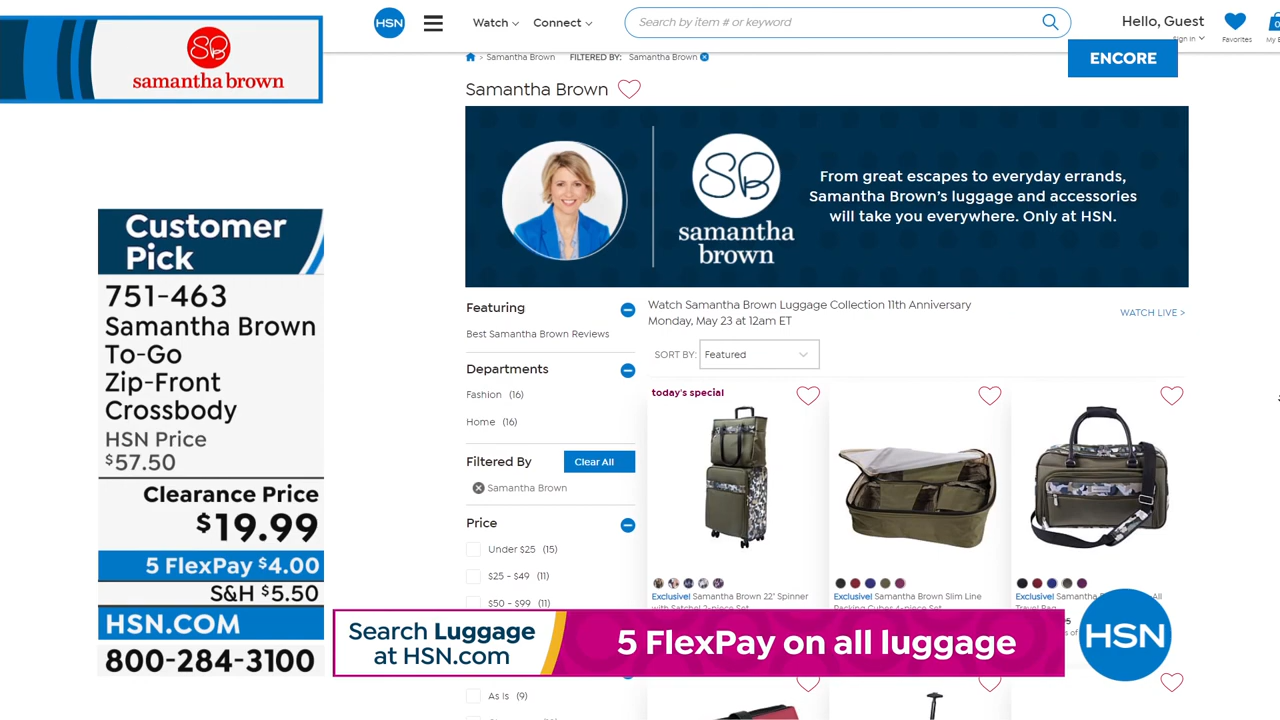 SB
samantha brown
HSN
Watch
Connect
Search by item # or keyword
Hello, Guest
Sign In
Favorites
0
ENCORE
> Samantha Brown
FILTERED BY: Samantha Brown
Samantha Brown
SB
samantha
brown
From great escapes to everyday errands,
Samantha Brown's luggage and accessories
will take you everywhere. Only at HSN.
Customer
Pick
751-463
Samantha Brown
To-Go
Zip-Front
Crossbody
HSN Price
$57.50
Clearance Price
$19.99
5 FlexPay $4.00
S&H $5.50
HSN.COM
800-284-3100
Featuring
Best Samantha Brown Reviews
Departments
Fashion (16)
Home (16)
Filtered By
Clear All
Samantha Brown
Price
Under $25 (15)
$25 - $49 (11)
$50 - $99 (11)
As Is (9)
Watch Samantha Brown Luggage Collection 11th Anniversary
Monday, May 23 at 12am ET
WATCH LIVE >
SORT BY: Featured
today's special
Exclusive! Samantha Brown 22" Spinner
with Satchel 2-piece Set
Exclusive! Samantha Brown Slim Line
Packing Cubes 4-piece Set
Exclusive!
Travel Bag
Search Luggage
at HSN.com
5 FlexPay on all luggage
HSN